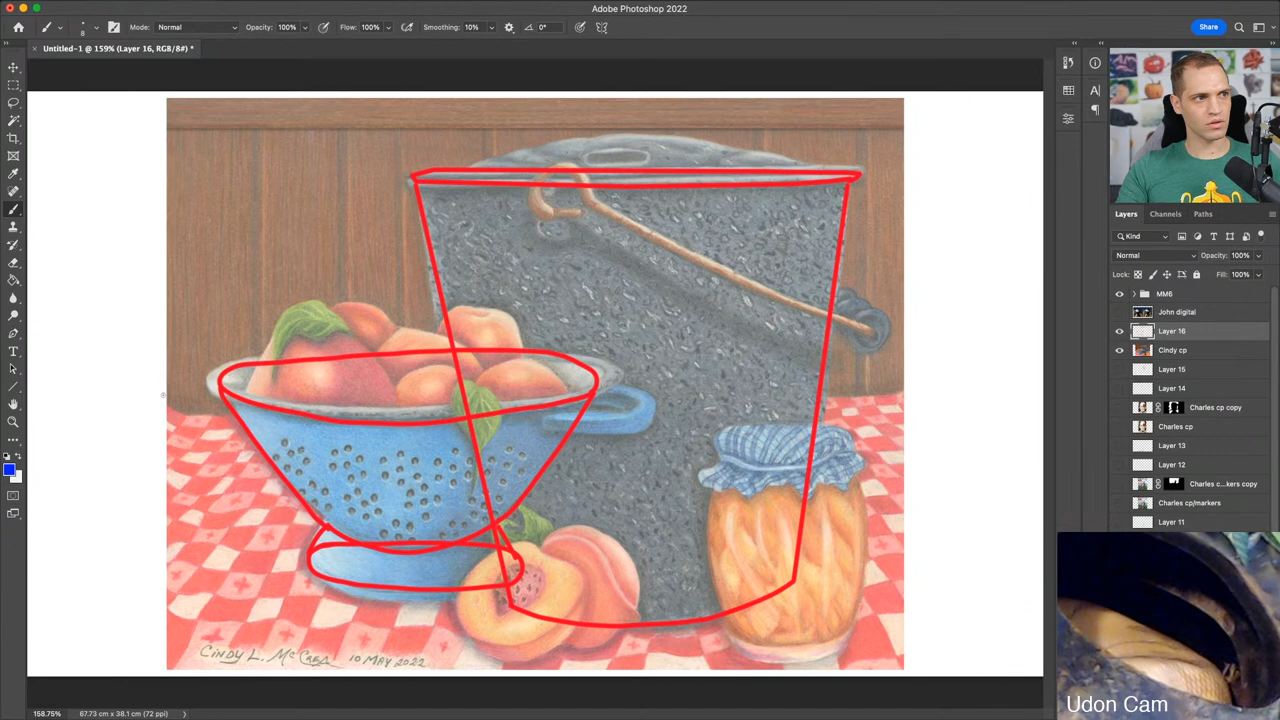 Adobe Photoshop 2022
8
Mode: Normal
Opacity: 100%
Flow: 100%
Smoothing: 10%
0°
Share
× Untitled-1 @ 159% (Layer 16, RGB/8#) *
Layers
Channels
Paths
Kind
Normal
Opacity: 100%
Lock:
Fill: 100%
MM6
John digital
Layer 16
Cindy cp
Layer 15
Layer 14
Charles cp copy
Charles cp
Layer 13
Layer 12
Charles c...kers copy
Charles cp/markers
Layer 11
Cindy L. McCrea 10 May 2022
Udon Cam
158.75%
67.73 cm x 38.1 cm (72 ppi)